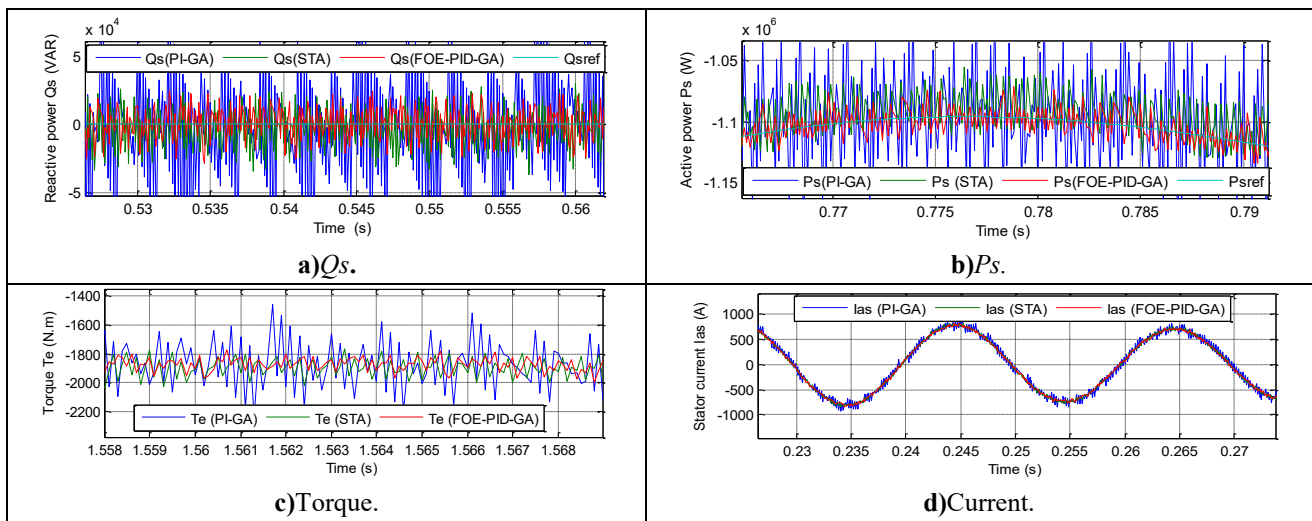 x 10^4
5
0
-5
Reactive power Qs (VAR)
Qs(PI-GA) Qs(STA) Qs(FOE-PID-GA) Qsref
0.53 0.535 0.54 0.545 0.55 0.555 0.56
Time (s)
a)Qs.
x 10^6
-1.05
-1.1
-1.15
Active power Ps (W)
Ps(PI-GA) Ps (STA) Ps(FOE-PID-GA) Psref
0.77 0.775 0.78 0.785 0.79
Time (s)
b)Ps.
-1400
-1600
-1800
-2000
-2200
Torque Te (N.m)
Te (PI-GA) Te (STA) Te (FOE-PID-GA)
1.558 1.559 1.56 1.561 1.562 1.563 1.564 1.565 1.566 1.567 1.568
Time (s)
c)Torque.
Ias (PI-GA) Ias (STA) Ias (FOE-PID-GA)
1000
500
0
-500
-1000
Stator current Ias (A)
0.23 0.235 0.24 0.245 0.25 0.255 0.26 0.265 0.27
Time (s)
d)Current.